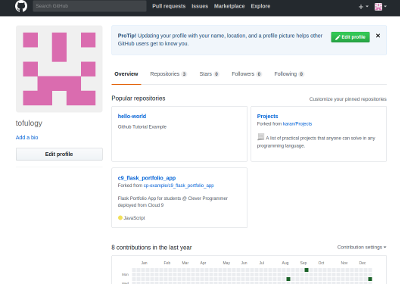 Search GitHub
Pull requests Issues Marketplace Explore
ProTip! Updating your profile with your name, location, and a profile picture helps other
GitHub users get to know you.
Edit profile
Overview Repositories 3 Stars 0 Followers 0 Following 0
tofulogy
Add a bio
Edit profile
Popular repositories
Customize your pinned repositories
hello-world
Github Tutorial Example
Projects
Forked from karan/Projects
A list of practical projects that anyone can solve in any
programming language.
c9_flask_portfolio_app
Forked from cp-example/c9_flask_portfolio_app
Flask Portfolio App for students @ Clever Programmer
deployed from Cloud 9
JavaScript
8 contributions in the last year
Contribution settings
Jan Feb Mar Apr May Jun Jul Aug Sep Oct Nov Dec
Mon